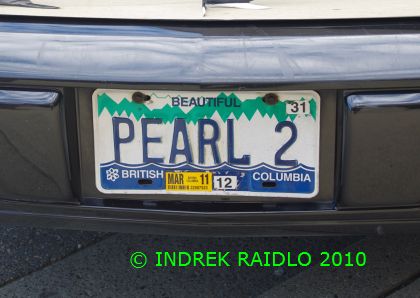 BEAUTIFUL
31
PEARL 2
BRITISH MAR 11 COLUMBIA
12
© INDREK RAIDLO 2010